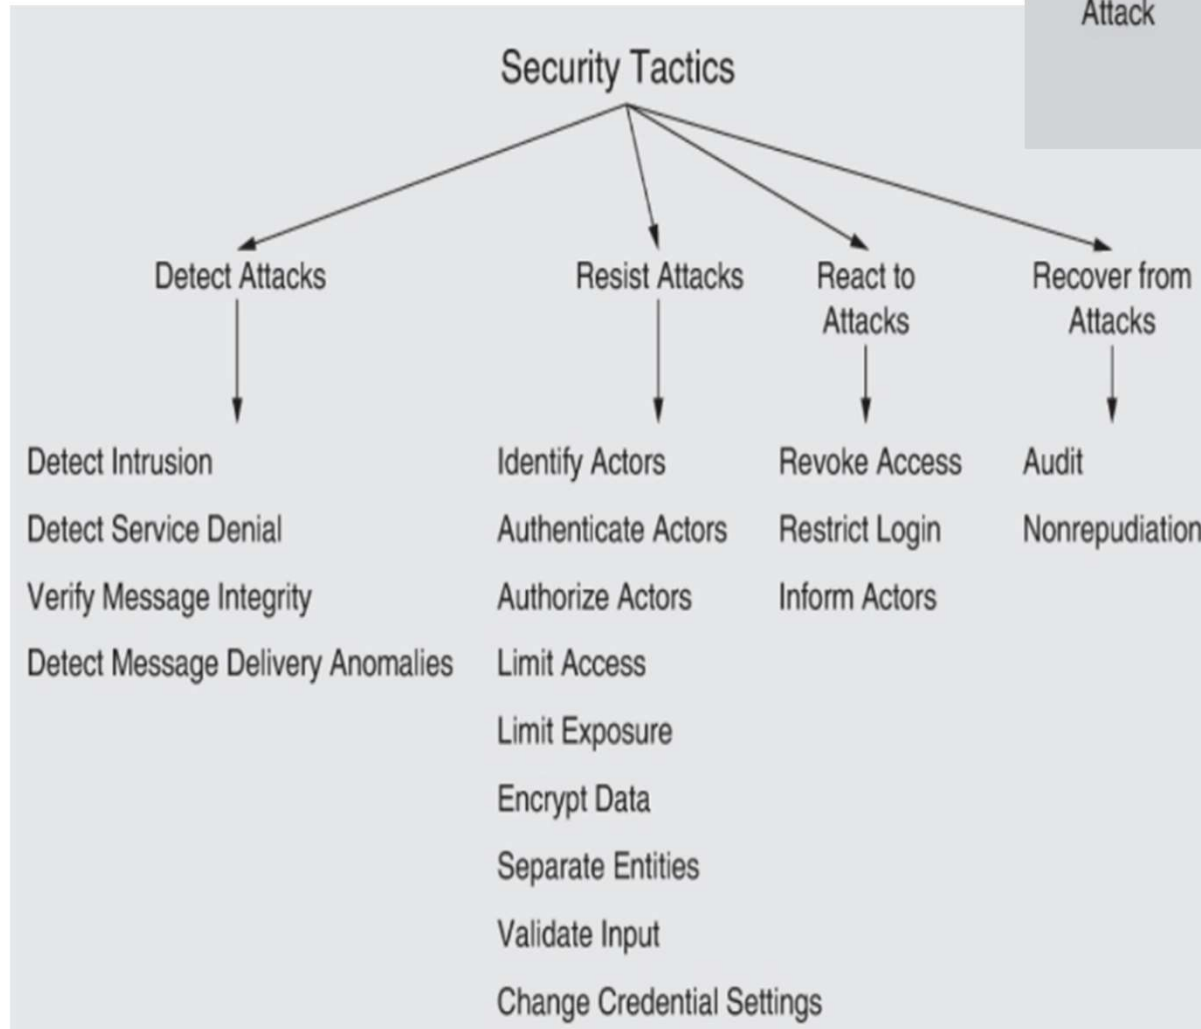 Attack
Security Tactics
Detect Attacks
Resist Attacks
React to
Attacks
Recover from
Attacks
Detect Intrusion
Detect Service Denial
Verify Message Integrity
Detect Message Delivery Anomalies
Identify Actors
Authenticate Actors
Authorize Actors
Limit Access
Limit Exposure
Encrypt Data
Separate Entities
Validate Input
Change Credential Settings
Revoke Access
Restrict Login
Inform Actors
Audit
Nonrepudiation